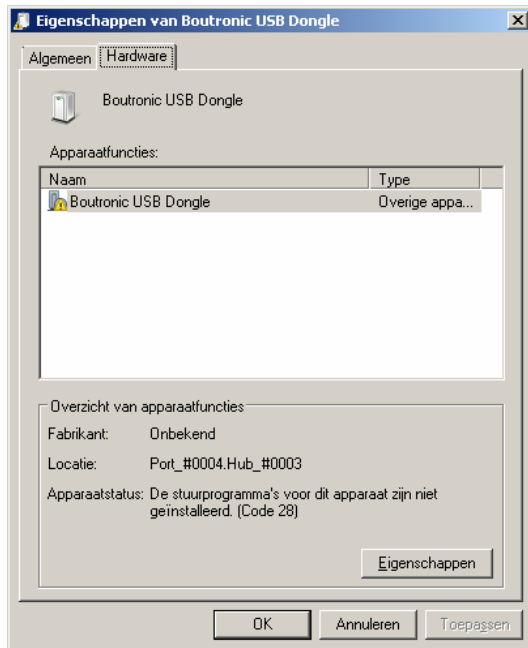 Eigenschappen van Boutronic USB Dongle
Algemeen Hardware
Boutronic USB Dongle
Apparaatfuncties:
Naam Type
Boutronic USB Dongle Overige appa...
Overzicht van apparaatfuncties
Fabrikant: Onbekend
Locatie: Port_#0004.Hub_#0003
Apparaatstatus: De stuurprogramma's voor dit apparaat zijn niet
geïnstalleerd. (Code 28)
Eigenschappen
OK Annuleren Toepassen